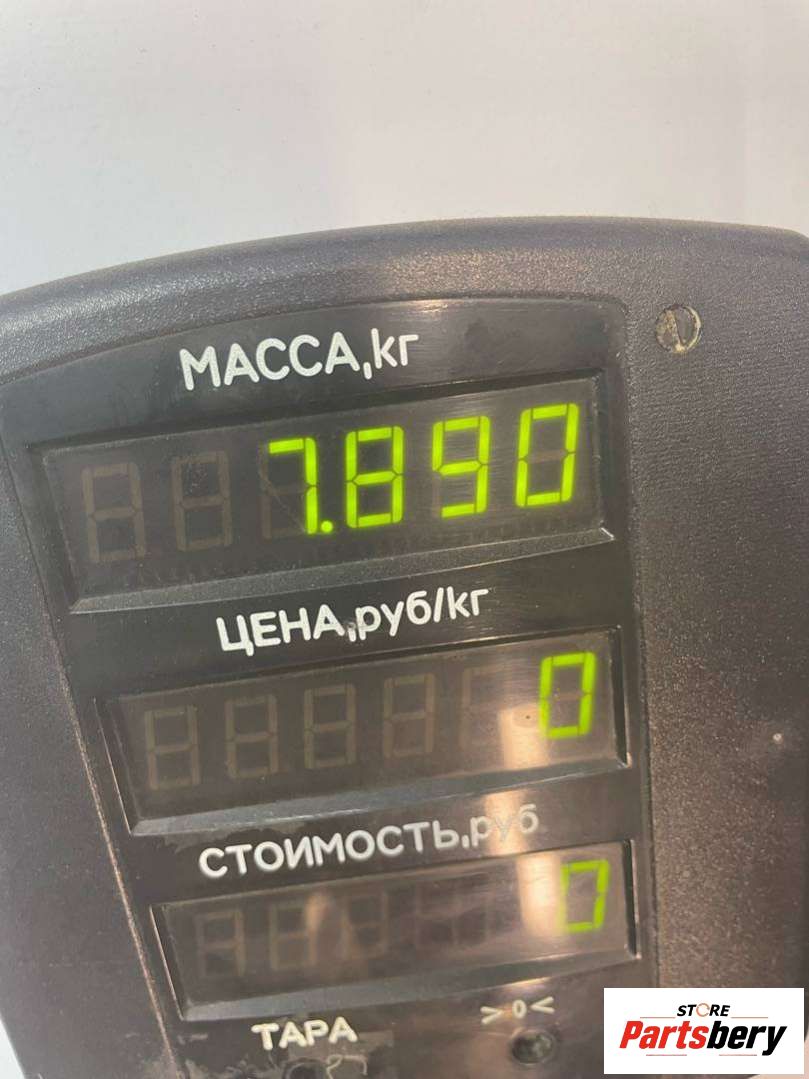 МАССА,кг
7.890
ЦЕНА,руб/кг
0
СТОИМОСТЬ,руб
0
ТАРА >0<
STORE
Partsbery